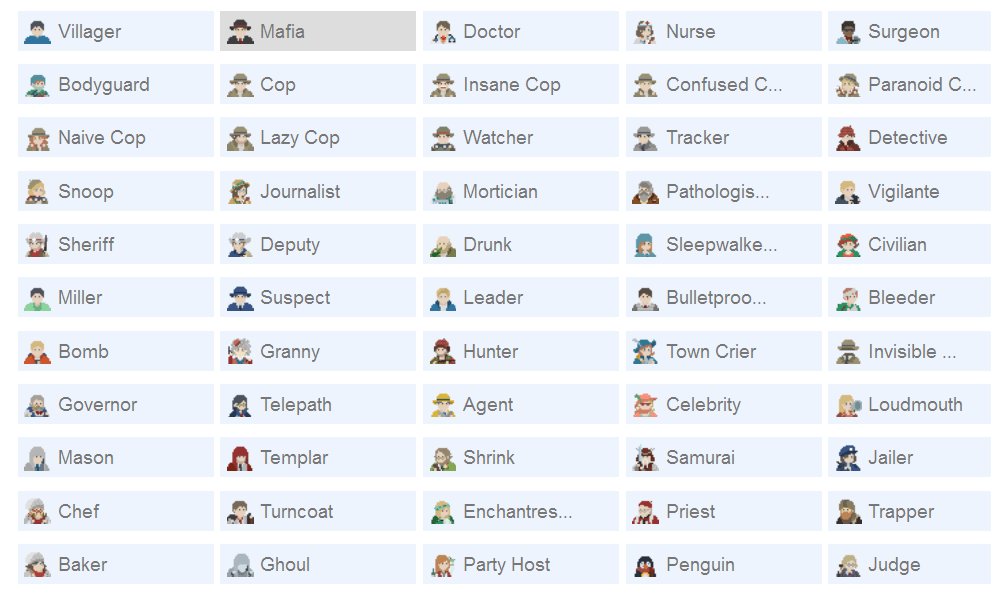 Villager
Mafia
Doctor
Nurse
Surgeon
Bodyguard
Cop
Insane Cop
Confused C...
Paranoid C...
Naive Cop
Lazy Cop
Watcher
Tracker
Detective
Snoop
Journalist
Mortician
Pathologis...
Vigilante
Sheriff
Deputy
Drunk
Sleepwalke...
Civilian
Miller
Suspect
Leader
Bulletproo...
Bleeder
Bomb
Granny
Hunter
Town Crier
Invisible ...
Governor
Telepath
Agent
Celebrity
Loudmouth
Mason
Templar
Shrink
Samurai
Jailer
Chef
Turncoat
Enchantres...
Priest
Trapper
Baker
Ghoul
Party Host
Penguin
Judge